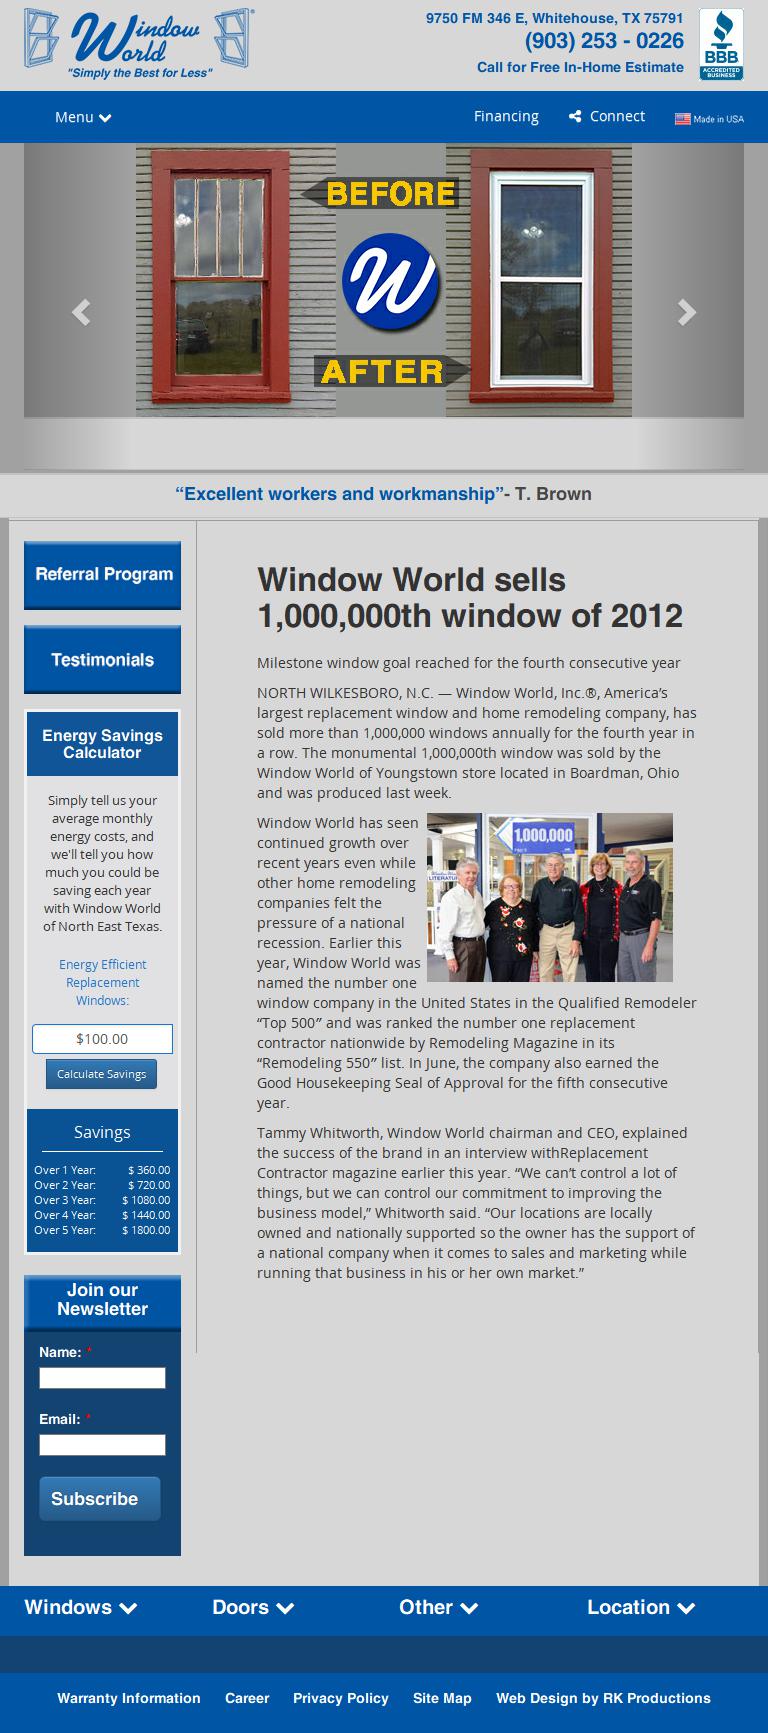 Window World
"Simply the Best for Less"
9750 FM 346 E, Whitehouse, TX 75791
(903) 253 - 0226
Call for Free In-Home Estimate
BBB
ACCREDITED
BUSINESS
Menu
Financing
Connect
Made in USA
BEFORE
W
AFTER
“Excellent workers and workmanship”- T. Brown
Referral Program
Testimonials
Energy Savings
Calculator
Simply tell us your
average monthly
energy costs, and
we'll tell you how
much you could be
saving each year
with Window World
of North East Texas.
Energy Efficient
Replacement
Windows:
$100.00
Calculate Savings
Savings
Over 1 Year: $ 360.00
Over 2 Year: $ 720.00
Over 3 Year: $ 1080.00
Over 4 Year: $ 1440.00
Over 5 Year: $ 1800.00
Join our
Newsletter
Name: *
Email: *
Subscribe
Window World sells
1,000,000th window of 2012
Milestone window goal reached for the fourth consecutive year
NORTH WILKESBORO, N.C. — Window World, Inc.®, America’s
largest replacement window and home remodeling company, has
sold more than 1,000,000 windows annually for the fourth year in
a row. The monumental 1,000,000th window was sold by the
Window World of Youngstown store located in Boardman, Ohio
and was produced last week.
Window World has seen
continued growth over
recent years even while
other home remodeling
companies felt the
pressure of a national
recession. Earlier this
year, Window World was
named the number one
window company in the United States in the Qualified Remodeler
“Top 500” and was ranked the number one replacement
contractor nationwide by Remodeling Magazine in its
“Remodeling 550” list. In June, the company also earned the
Good Housekeeping Seal of Approval for the fifth consecutive
year.
1,000,000
LITERATURE
Tammy Whitworth, Window World chairman and CEO, explained
the success of the brand in an interview withReplacement
Contractor magazine earlier this year. “We can’t control a lot of
things, but we can control our commitment to improving the
business model,” Whitworth said. “Our locations are locally
owned and nationally supported so the owner has the support of
a national company when it comes to sales and marketing while
running that business in his or her own market.”
Windows
Doors
Other
Location
Warranty Information
Career
Privacy Policy
Site Map
Web Design by RK Productions